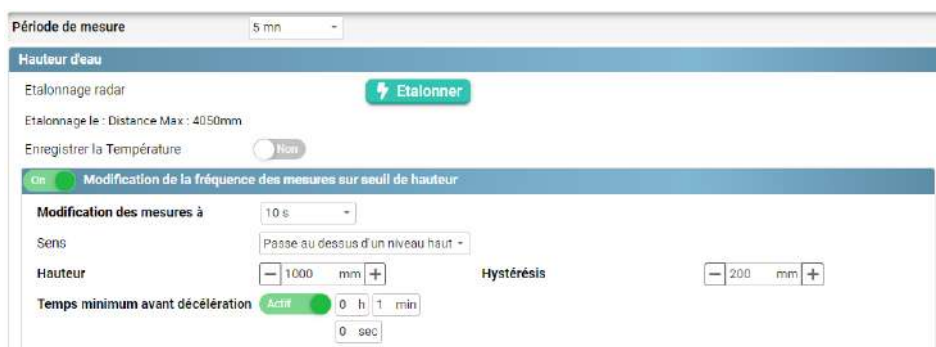 Période de mesure 5 mn
Hauteur d'eau
Etalonnage radar Etalonner
Etalonnage le : Distance Max : 4050mm
Enregistrer la Température Non
On Modification de la fréquence des mesures sur seuil de hauteur
Modification des mesures à 10 s
Sens Passe au dessus d'un niveau haut
Hauteur — 1000 mm + Hystérésis — 200 mm +
Temps minimum avant décélération Actif 0 h 1 min
0 sec